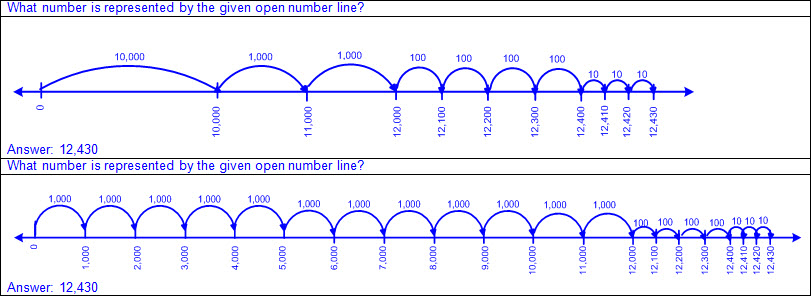 What number is represented by the given open number line?
10,000 1,000 1,000 100 100 100 100 10 10 10
0 10,000 11,000 12,000 12,100 12,200 12,300 12,400 12,410 12,420 12,430
Answer: 12,430
What number is represented by the given open number line?
1,000 1,000 1,000 1,000 1,000 1,000 1,000 1,000 1,000 1,000 1,000 1,000 100 100 100 100 10 10 10
0 1,000 2,000 3,000 4,000 5,000 6,000 7,000 8,000 9,000 10,000 11,000 12,000 12,100 12,200 12,300 12,400 12,410 12,420 12,430
Answer: 12,430